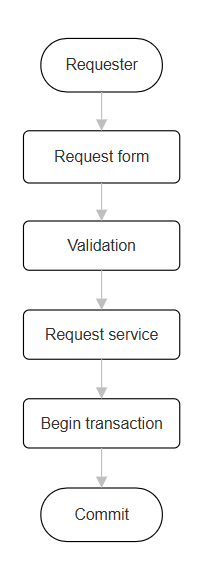 Requester
Request form
Validation
Request service
Begin transaction
Commit